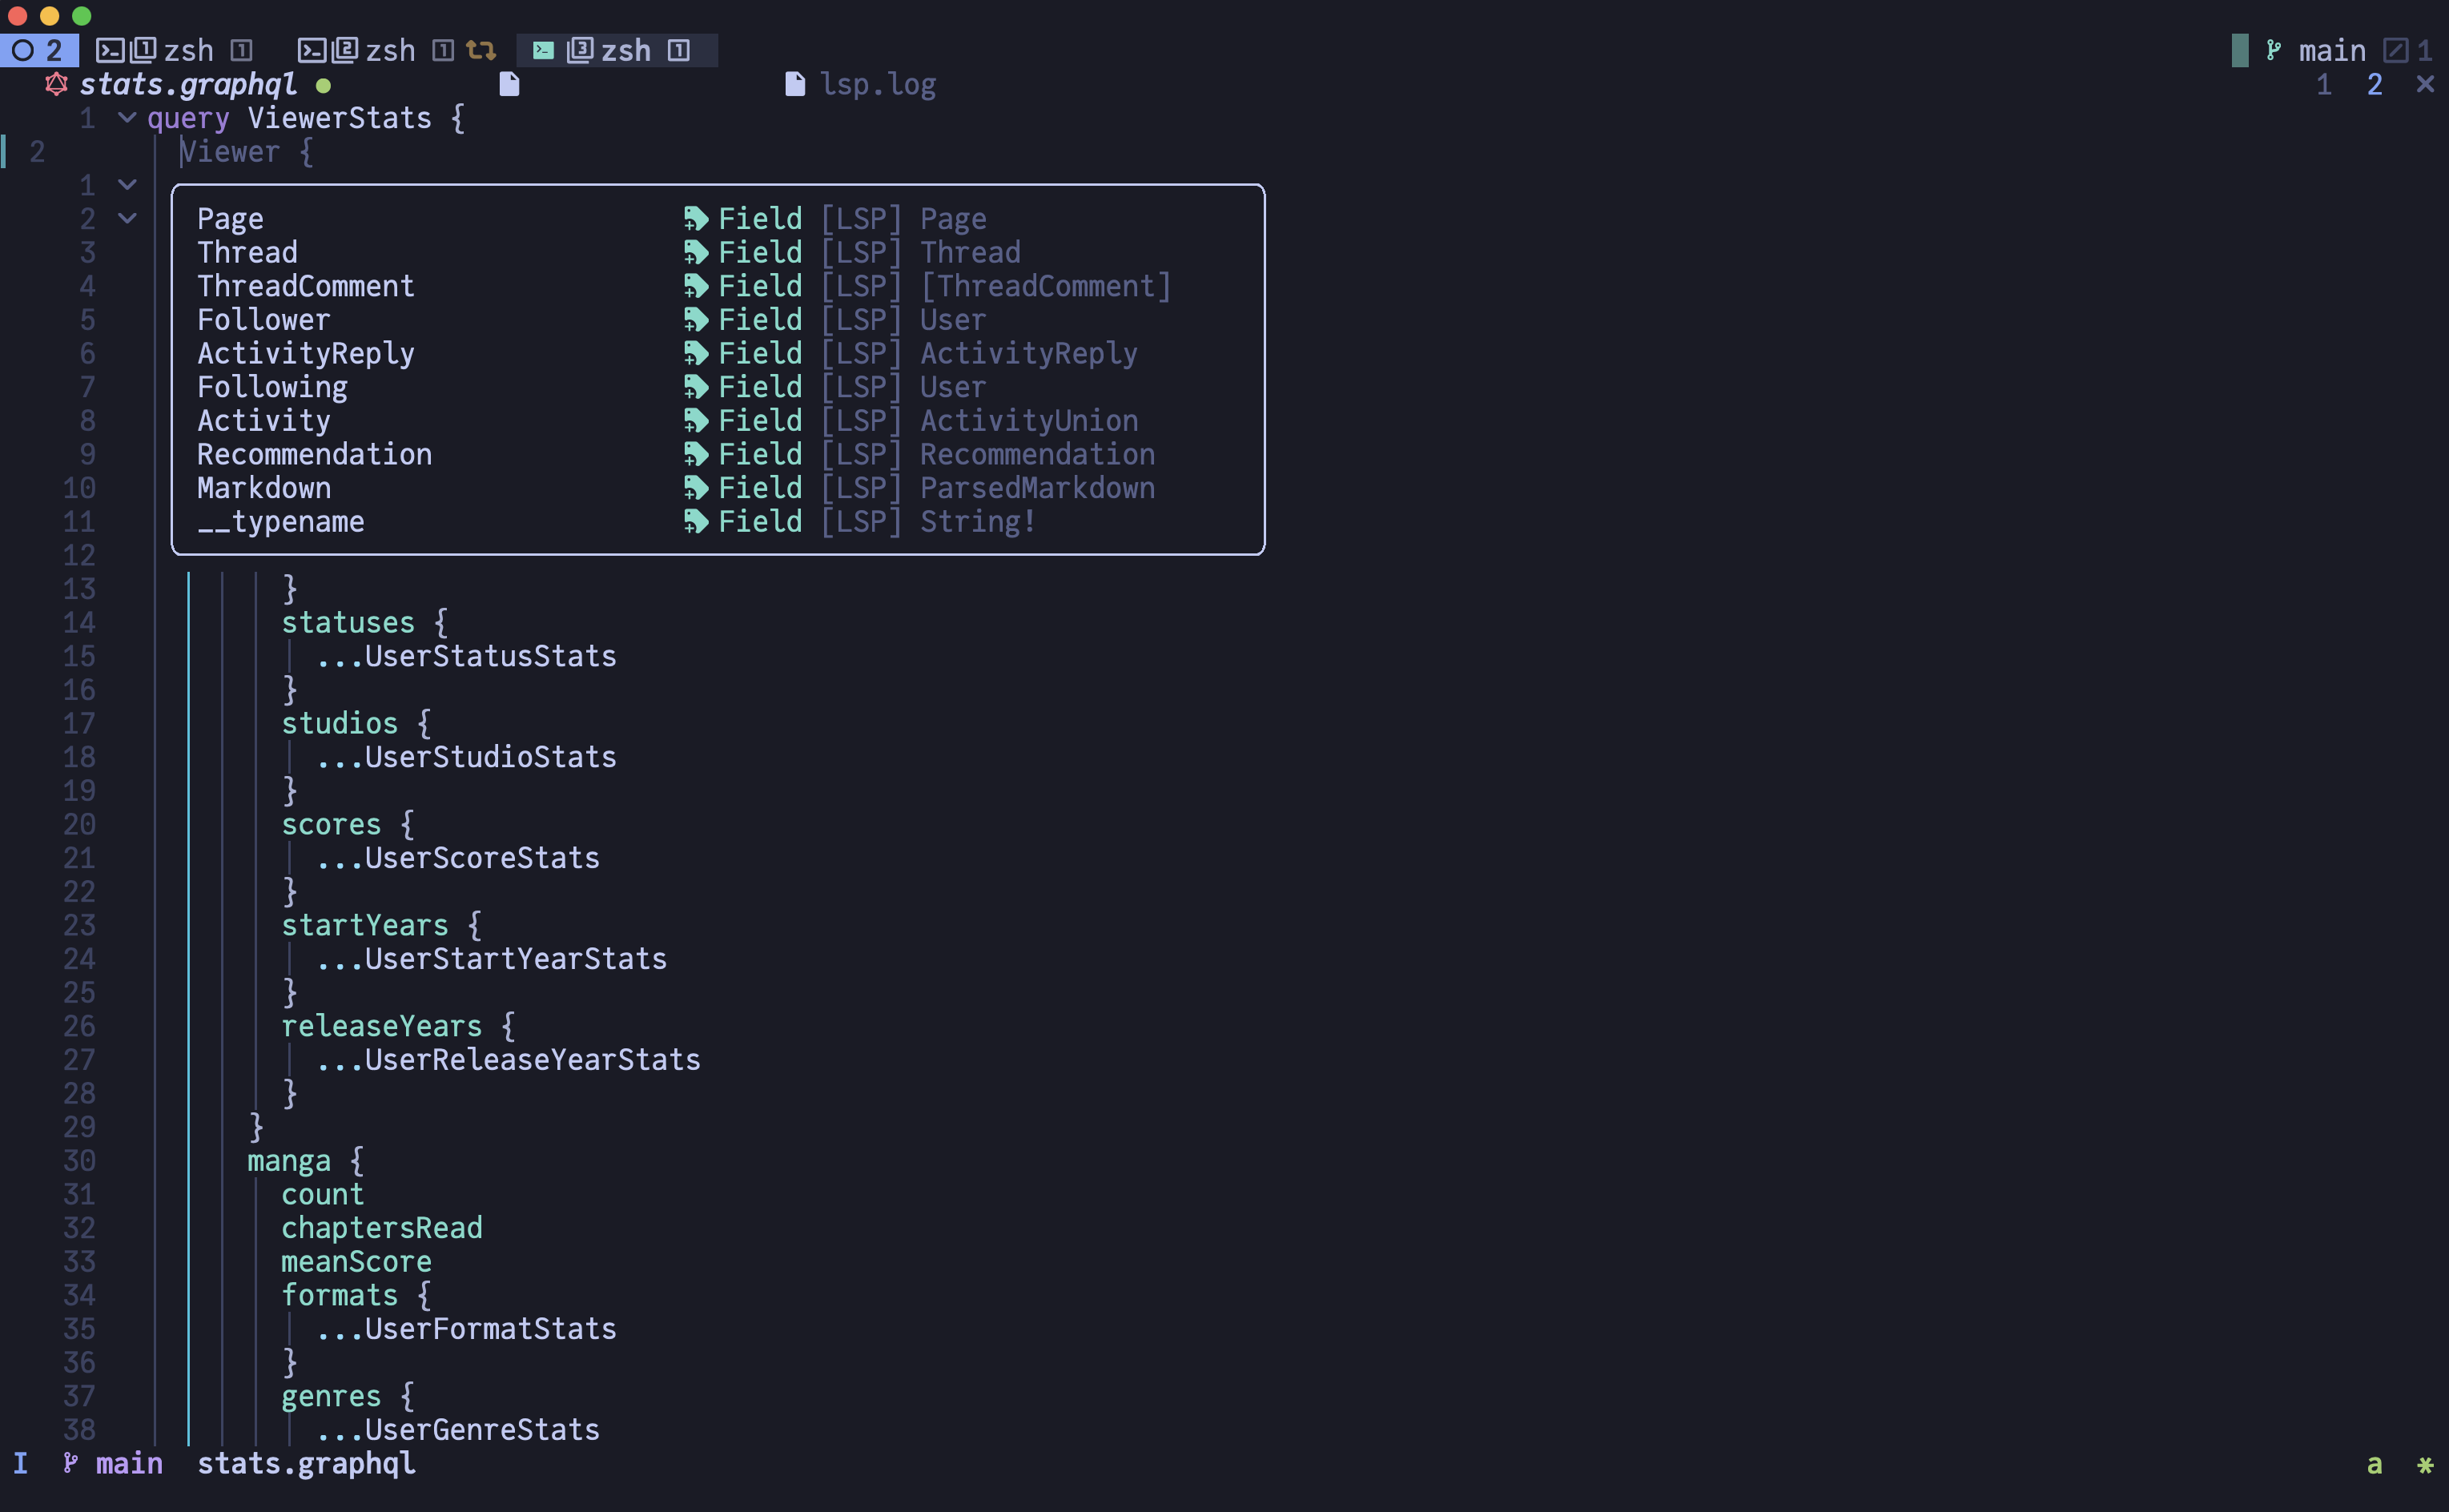 2 1 zsh 1 2 zsh 1 3 zsh 1 main 1
stats.graphql lsp.log 1 2 ×
1 query ViewerStats {
2 Viewer {
1
2 Page Field [LSP] Page
3 Thread Field [LSP] Thread
4 ThreadComment Field [LSP] [ThreadComment]
5 Follower Field [LSP] User
6 ActivityReply Field [LSP] ActivityReply
7 Following Field [LSP] User
8 Activity Field [LSP] ActivityUnion
9 Recommendation Field [LSP] Recommendation
10 Markdown Field [LSP] ParsedMarkdown
11 __typename Field [LSP] String!
12
13 }
14 statuses {
15 ...UserStatusStats
16 }
17 studios {
18 ...UserStudioStats
19 }
20 scores {
21 ...UserScoreStats
22 }
23 startYears {
24 ...UserStartYearStats
25 }
26 releaseYears {
27 ...UserReleaseYearStats
28 }
29 }
30 manga {
31 count
32 chaptersRead
33 meanScore
34 formats {
35 ...UserFormatStats
36 }
37 genres {
38 ...UserGenreStats
I main stats.graphql a *